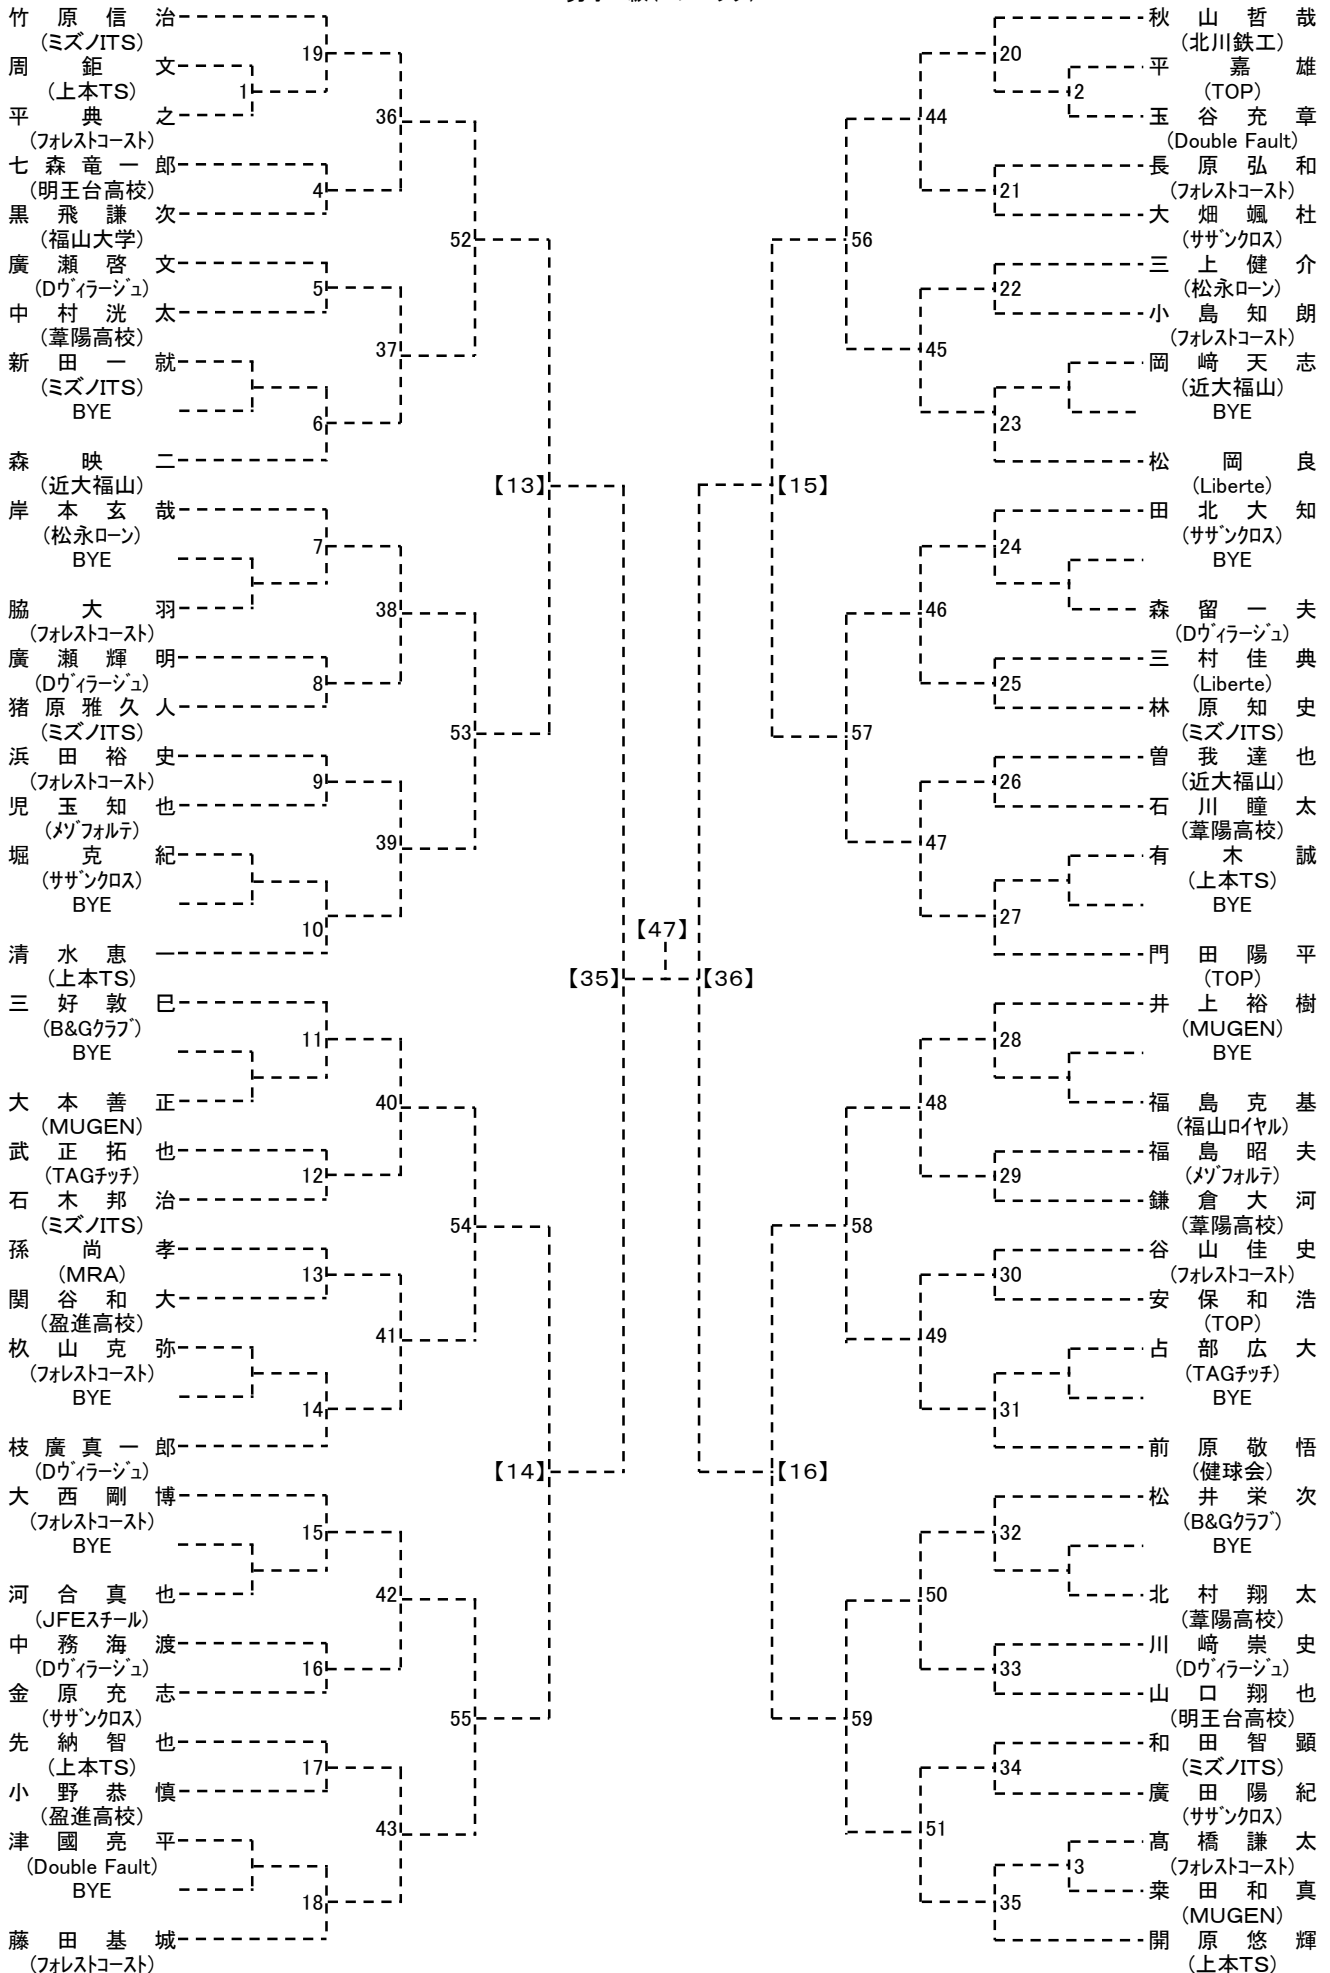 竹原信治
(ミズノITS)
周鉅文
(上本TS)
平典之
(フォレストコースト)
七森竜一郎
(明王台高校)
黒飛謙次
(福山大学)
廣瀬啓文
(Dヴィラージュ)
中村洸太
(葦陽高校)
新田一就
(ミズノITS)
BYE
森映二
(近大福山)
岸本玄哉
(松永ローン)
BYE
脇大羽
(フォレストコースト)
廣瀬輝明
(Dヴィラージュ)
猪原雅久人
(ミズノITS)
浜田裕史
(フォレストコースト)
児玉知也
(メゾフォルテ)
堀克紀
(サザンクロス)
BYE
清水恵一
(上本TS)
三好敦巳
(B&Gクラブ)
BYE
大本善正
(MUGEN)
武正拓也
(TAGチッチ)
石木邦治
(ミズノITS)
孫尚孝
(MRA)
関谷和大
(盈進高校)
杦山克弥
(フォレストコースト)
BYE
枝廣真一郎
(Dヴィラージュ)
大西剛博
(フォレストコースト)
BYE
河合真也
(JFEスチール)
中務海渡
(Dヴィラージュ)
金原充志
(サザンクロス)
先納智也
(上本TS)
小野恭慎
(盈進高校)
津國亮平
(Double Fault)
BYE
藤田基城
(フォレストコースト)
1
19
4
5
6
7
8
9
10
11
12
13
14
15
16
17
18
36
37
38
39
40
41
42
43
52
53
54
55
【13】
【14】
【35】
【47】
【36】
【15】
【16】
56
57
58
59
44
45
46
47
48
49
50
51
20
2
21
22
23
24
25
26
27
28
29
30
31
32
33
34
3
35
秋山哲哉
(北川鉄工)
平嘉雄
(TOP)
玉谷充章
(Double Fault)
長原弘和
(フォレストコースト)
大畑颯杜
(サザンクロス)
三上健介
(松永ローン)
小島知朗
(フォレストコースト)
岡﨑天志
(近大福山)
BYE
松岡良
(Liberte)
田北大知
(サザンクロス)
BYE
森留一夫
(Dヴィラージュ)
三村佳典
(Liberte)
林原知史
(ミズノITS)
曽我達也
(近大福山)
石川瞳太
(葦陽高校)
有木誠
(上本TS)
BYE
門田陽平
(TOP)
井上裕樹
(MUGEN)
BYE
福島克基
(福山ロイヤル)
福島昭夫
(メゾフォルテ)
鎌倉大河
(葦陽高校)
谷山佳史
(フォレストコースト)
安保和浩
(TOP)
占部広大
(TAGチッチ)
BYE
前原敬悟
(健球会)
松井栄次
(B&Gクラブ)
BYE
北村翔太
(葦陽高校)
川﨑崇史
(Dヴィラージュ)
山口翔也
(明王台高校)
和田智顕
(ミズノITS)
廣田陽紀
(サザンクロス)
髙橋謙太
(フォレストコースト)
桒田和真
(MUGEN)
開原悠輝
(上本TS)